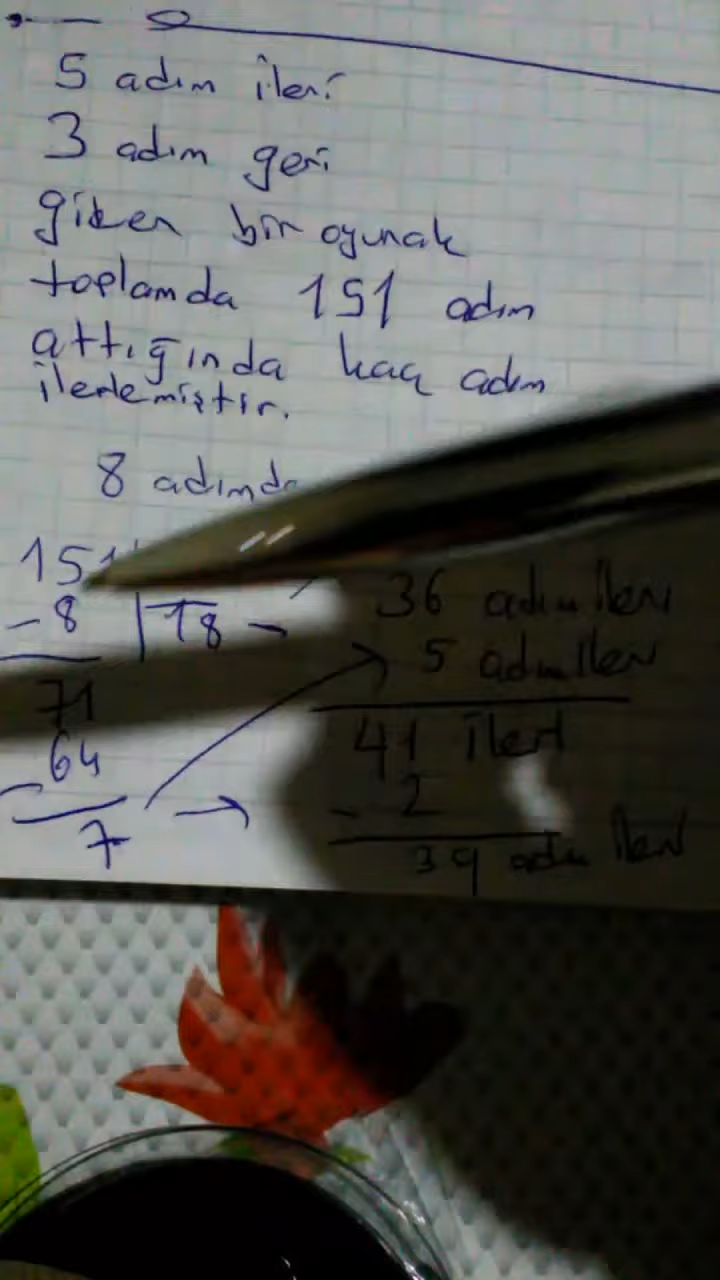 5 adım ileri
3 adım geri
giden bir oyuncak
toplamda 151 adım
attığında kaç adım
ilerlemiştir.
8 adımda
151
- 8
18
71
64
7
36 adım ileri
5 adım ileri
41 ileri
- 2
39 adım ileri